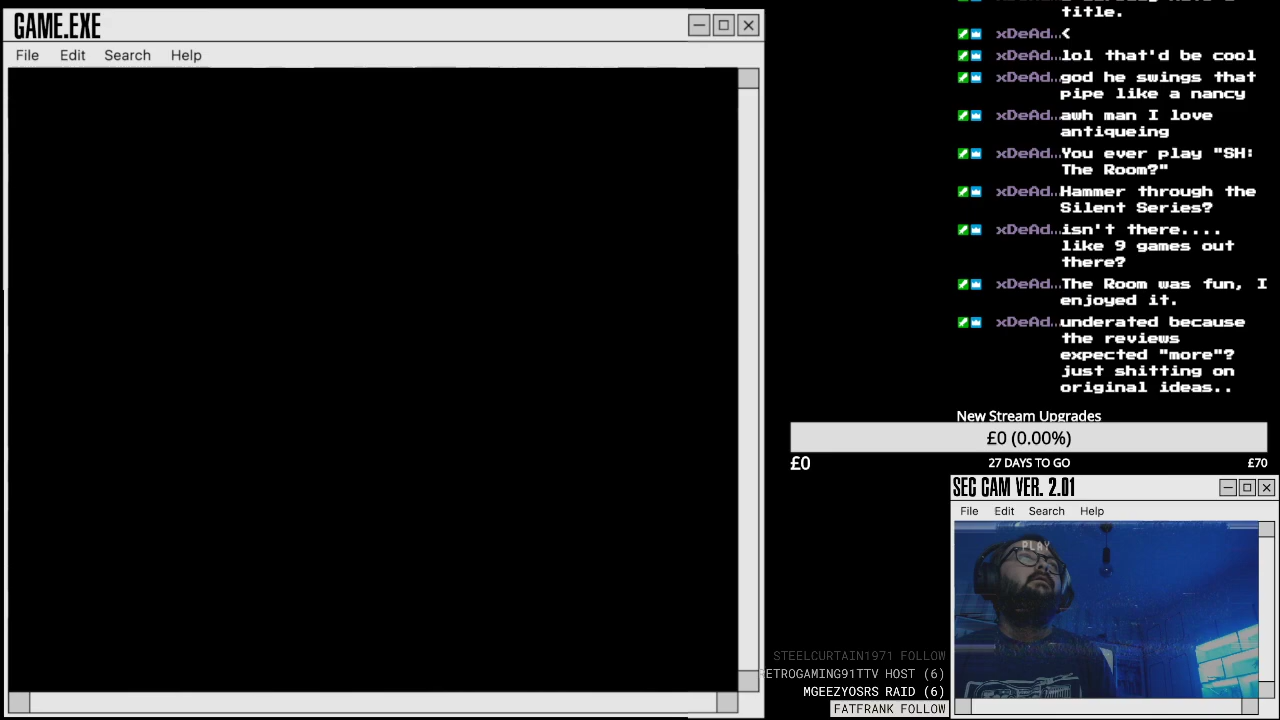 GAME.EXE
File Edit Search Help
title.
xDeAd...<
xDeAd...lol that'd be cool
xDeAd...god he swings that
pipe like a nancy
xDeAd...awh man I love
antiqueing
xDeAd...You ever play "SH:
The Room?"
xDeAd...Hammer through the
Silent Series?
xDeAd...isn't there....
like 9 games out
there?
xDeAd...The Room was fun, I
enjoyed it.
xDeAd...underated because
the reviews
expected "more"?
just shitting on
original ideas..
New Stream Upgrades
£0 (0.00%)
£0 27 DAYS TO GO £70
SEC CAM VER. 2.01
File Edit Search Help
PLAY
STEELCURTAIN1971 FOLLOW
ETROGAMING91TTV HOST (6)
MGEEZYOSRS RAID (6)
FATFRANK FOLLOW